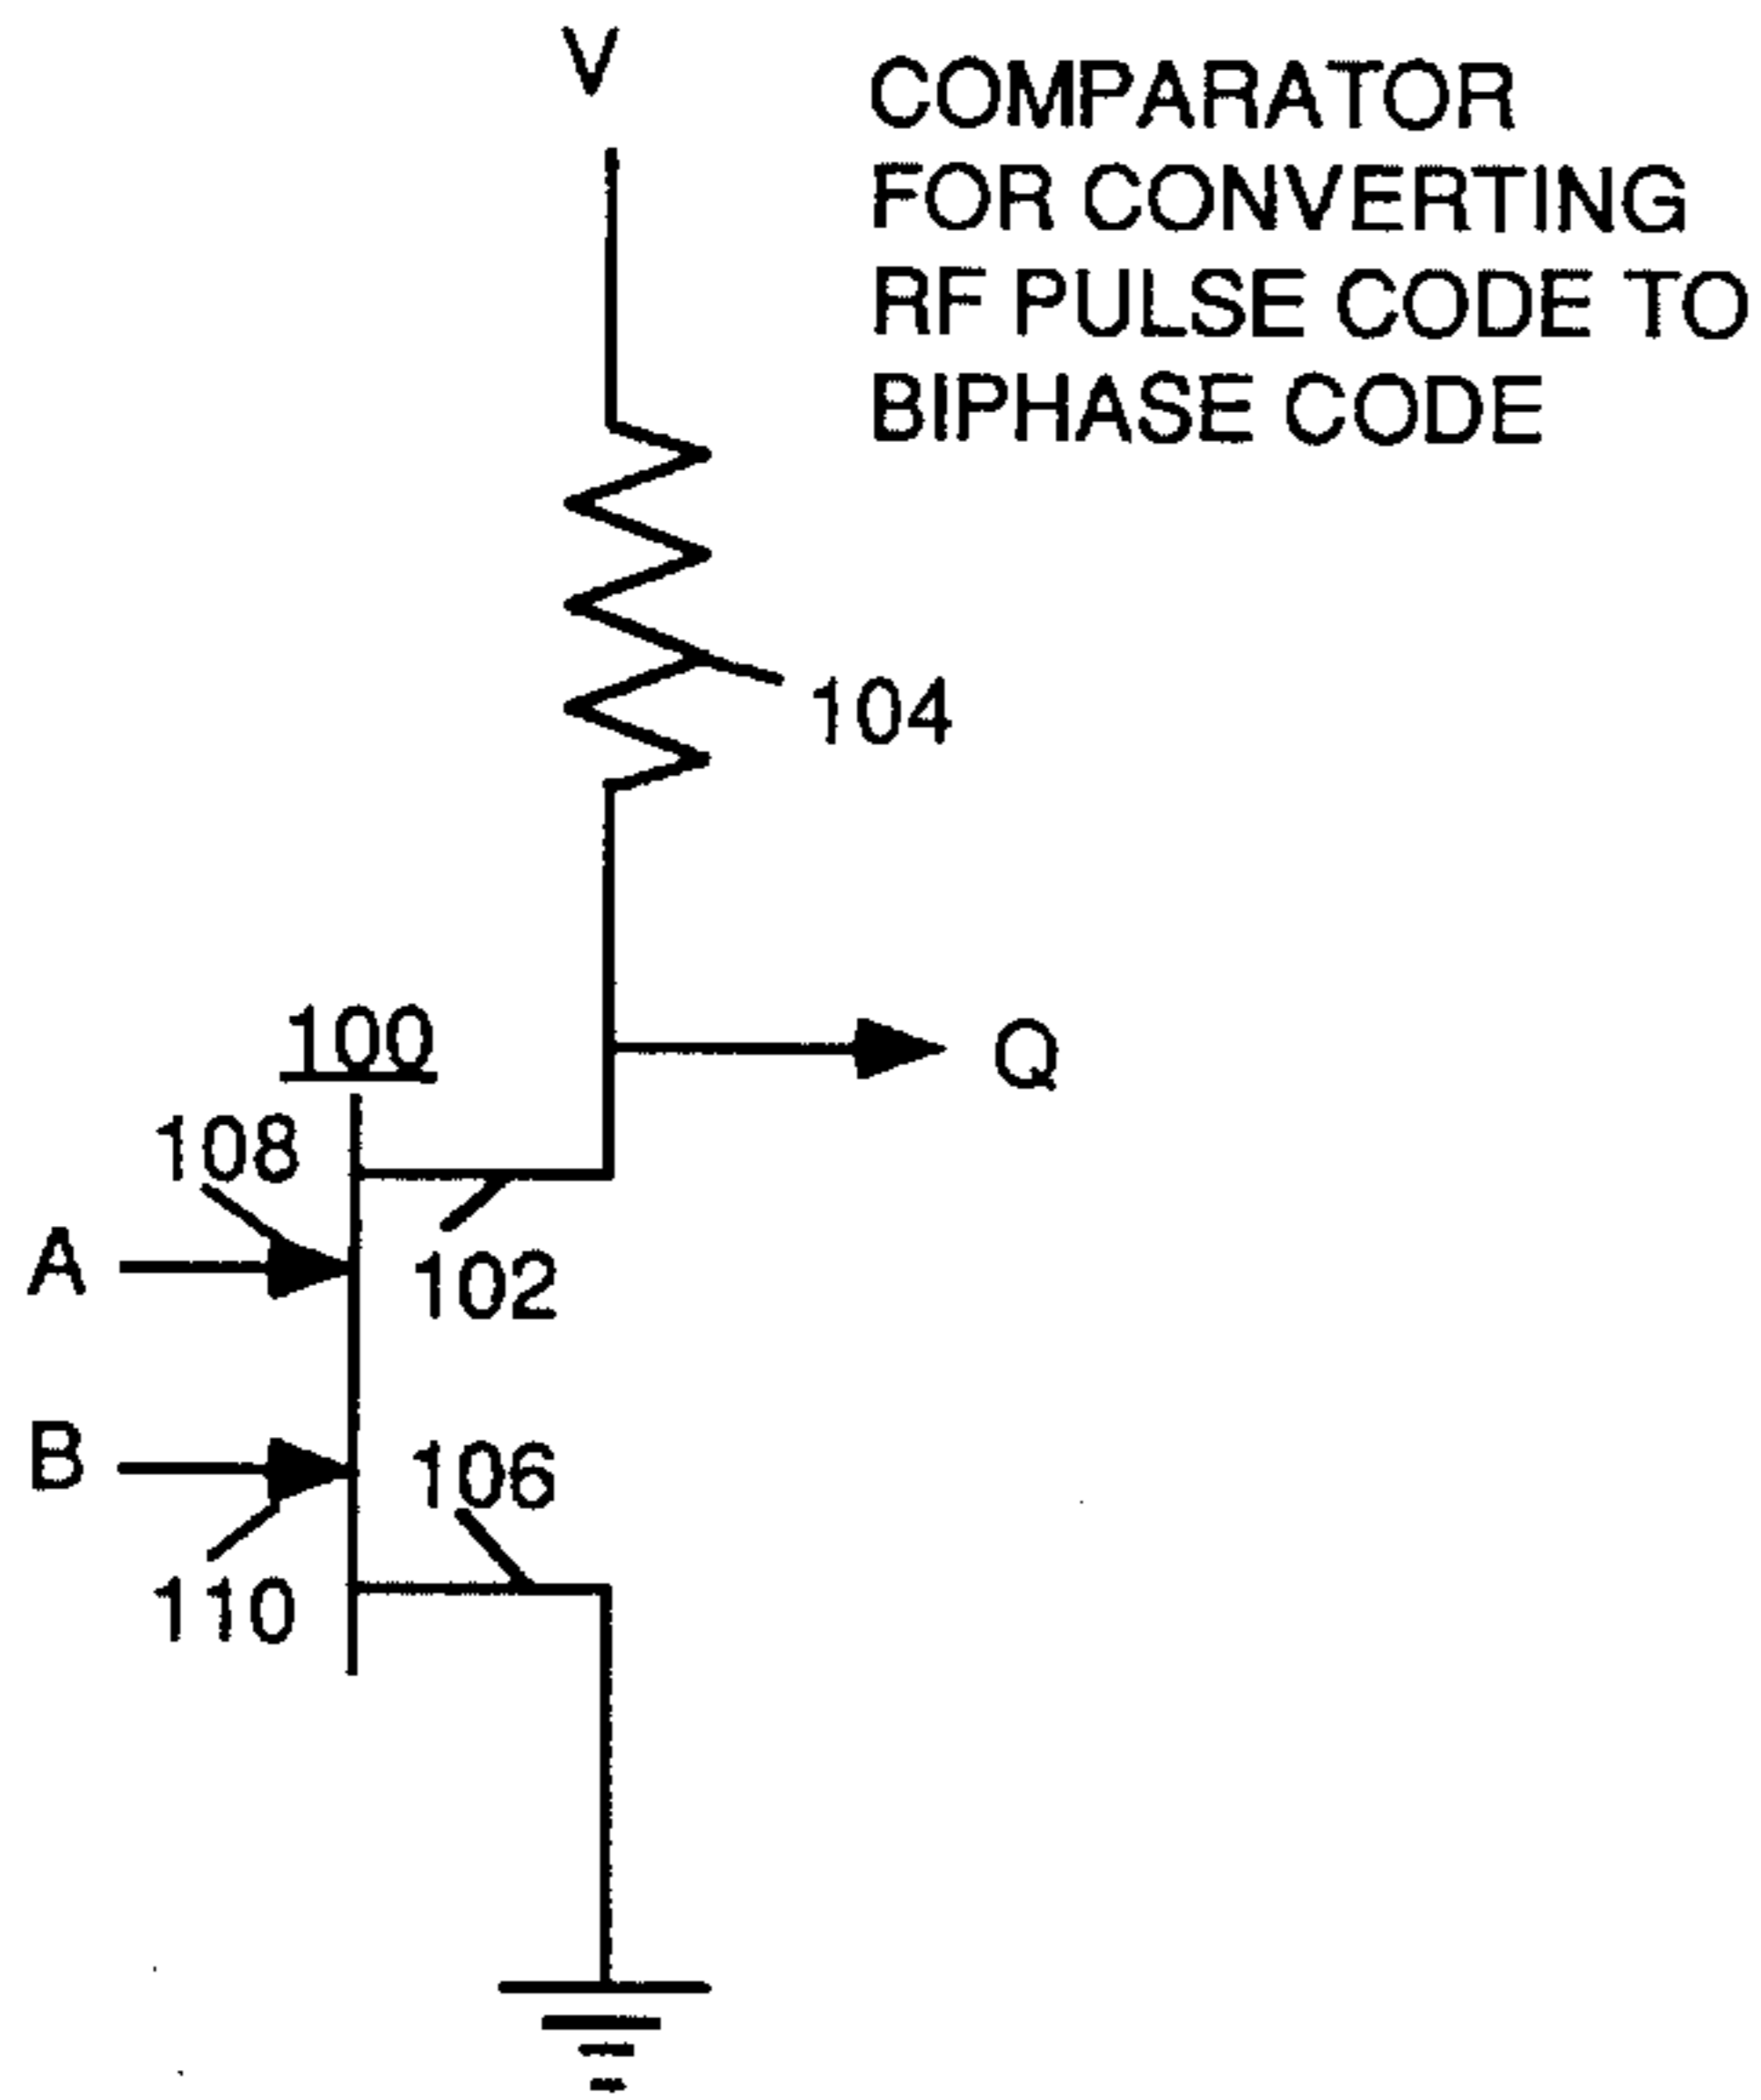 V
COMPARATOR
FOR CONVERTING
RF PULSE CODE TO
BIPHASE CODE
104
100
Q
108
A
102
B
106
110